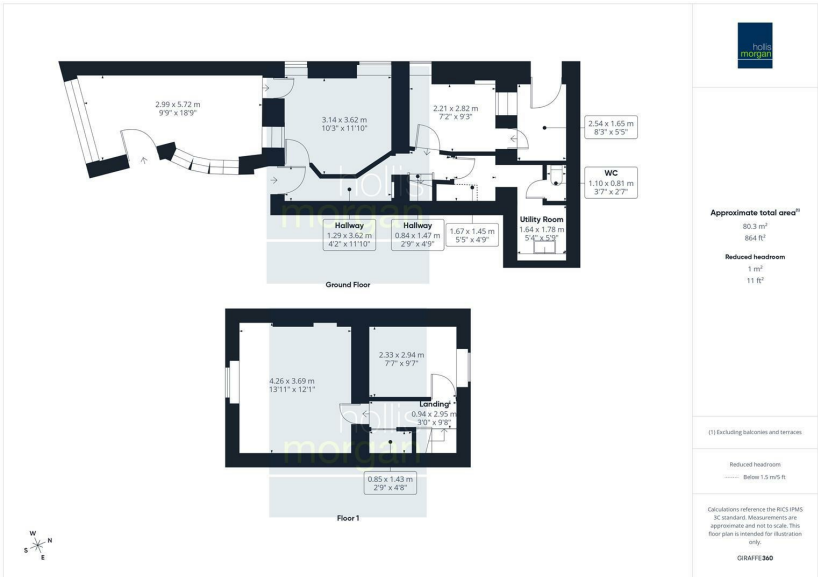 2.99 x 5.72 m
9'9" x 18'9"
3.14 x 3.62 m
10'3" x 11'10"
2.21 x 2.82 m
7'2" x 9'3"
2.54 x 1.65 m
8'3" x 5'5"
WC
1.10 x 0.81 m
3'7" x 2'7"
hollis
morgan
Hallway
1.29 x 3.62 m
4'2" x 11'10"
Hallway
0.84 x 1.47 m
2'9" x 4'9"
1.67 x 1.45 m
5'5" x 4'9"
Utility Room
1.64 x 1.78 m
5'4" x 5'9"
Ground Floor
4.26 x 3.69 m
13'11" x 12'1"
2.33 x 2.94 m
7'7" x 9'7"
Landing
0.94 x 2.95 m
3'0" x 9'8"
hollis
morgan
0.85 x 1.43 m
2'9" x 4'8"
Floor 1
W
N
S
E
hollis
morgan
Approximate total area(1)
80.3 m²
864 ft²
Reduced headroom
1 m²
11 ft²
(1) Excluding balconies and terraces
Reduced headroom
Below 1.5 m/5 ft
Calculations reference the RICS IPMS
3C standard. Measurements are
approximate and not to scale. This
floor plan is intended for illustration
only.
GIRAFFE360